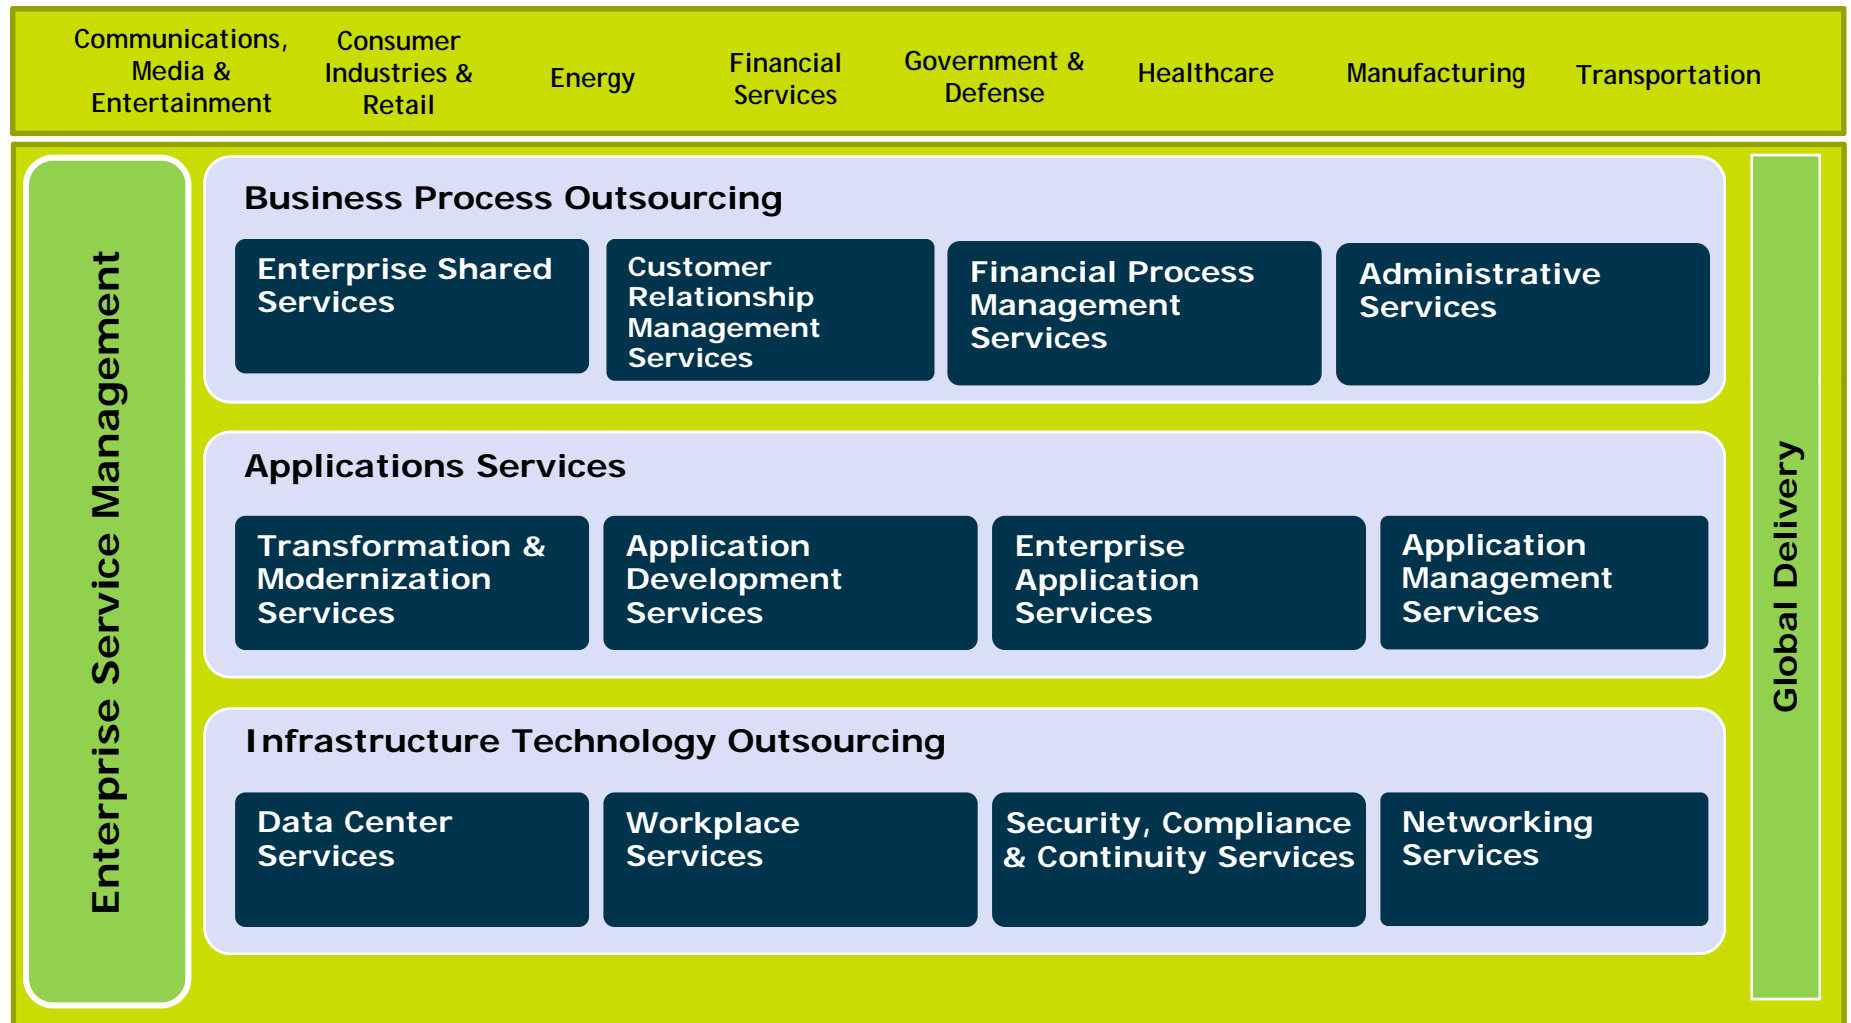 Communications,
Media &
Entertainment
Consumer
Industries &
Retail
Energy
Financial
Services
Government &
Defense
Healthcare
Manufacturing
Transportation
Enterprise Service Management
Business Process Outsourcing
Enterprise Shared
Services
Customer
Relationship
Management
Services
Financial Process
Management
Services
Administrative
Services
Applications Services
Transformation &
Modernization
Services
Application
Development
Services
Enterprise
Application
Services
Application
Management
Services
Infrastructure Technology Outsourcing
Data Center
Services
Workplace
Services
Security, Compliance
& Continuity Services
Networking
Services
Global Delivery